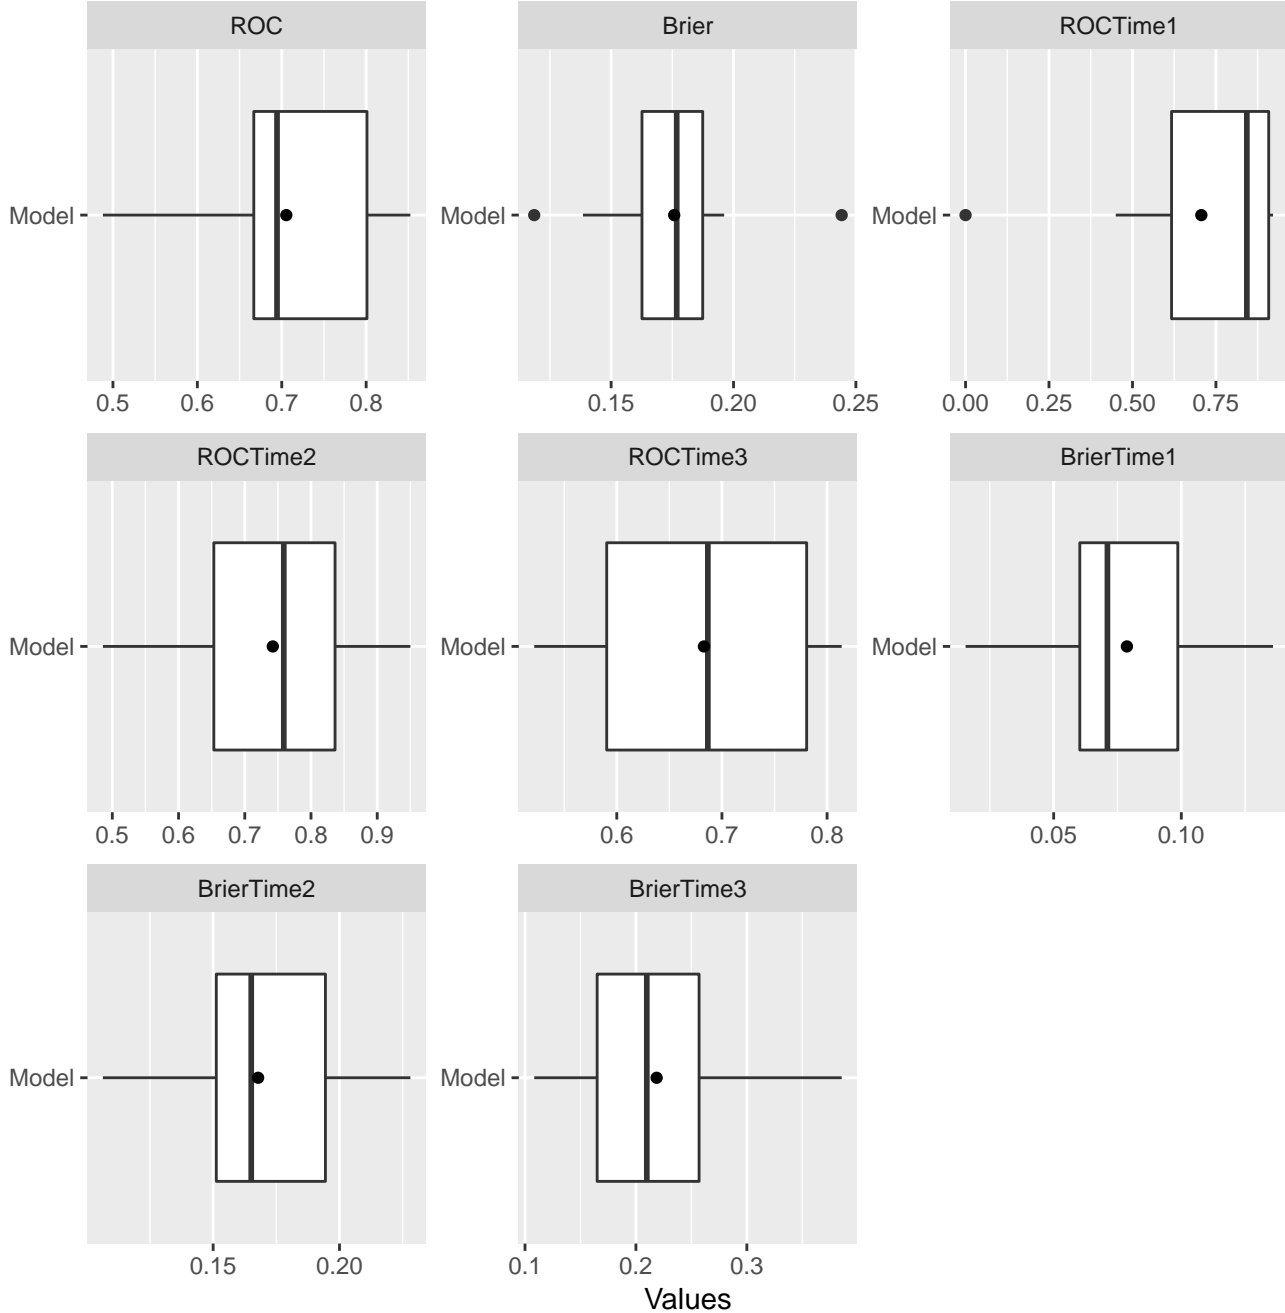 ROC Brier ROCTime1
Model Model Model
0.5 0.6 0.7 0.8 0.15 0.20 0.25 0.00 0.25 0.50 0.75
ROCTime2 ROCTime3 BrierTime1
Model Model Model
0.5 0.6 0.7 0.8 0.9 0.6 0.7 0.8 0.05 0.10
BrierTime2 BrierTime3
Model Model
0.15 0.20 0.1 0.2 0.3
Values